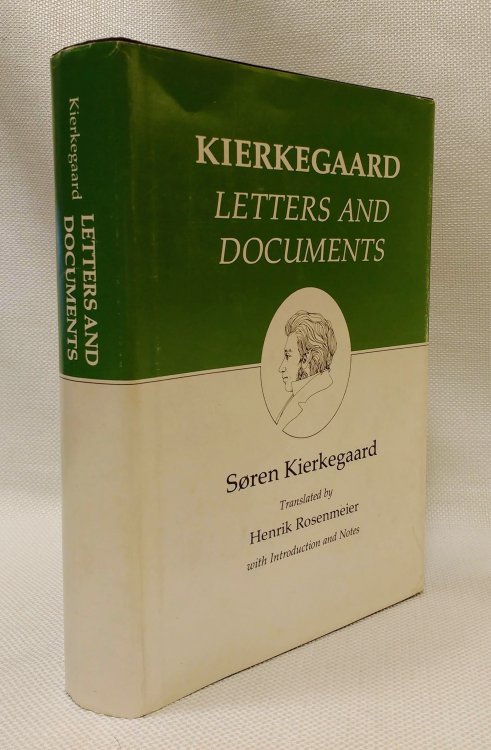 Kierkegaard
LETTERS AND
DOCUMENTS
KIERKEGAARD
LETTERS AND
DOCUMENTS
Søren Kierkegaard
Translated by
Henrik Rosenmeier
with Introduction and Notes